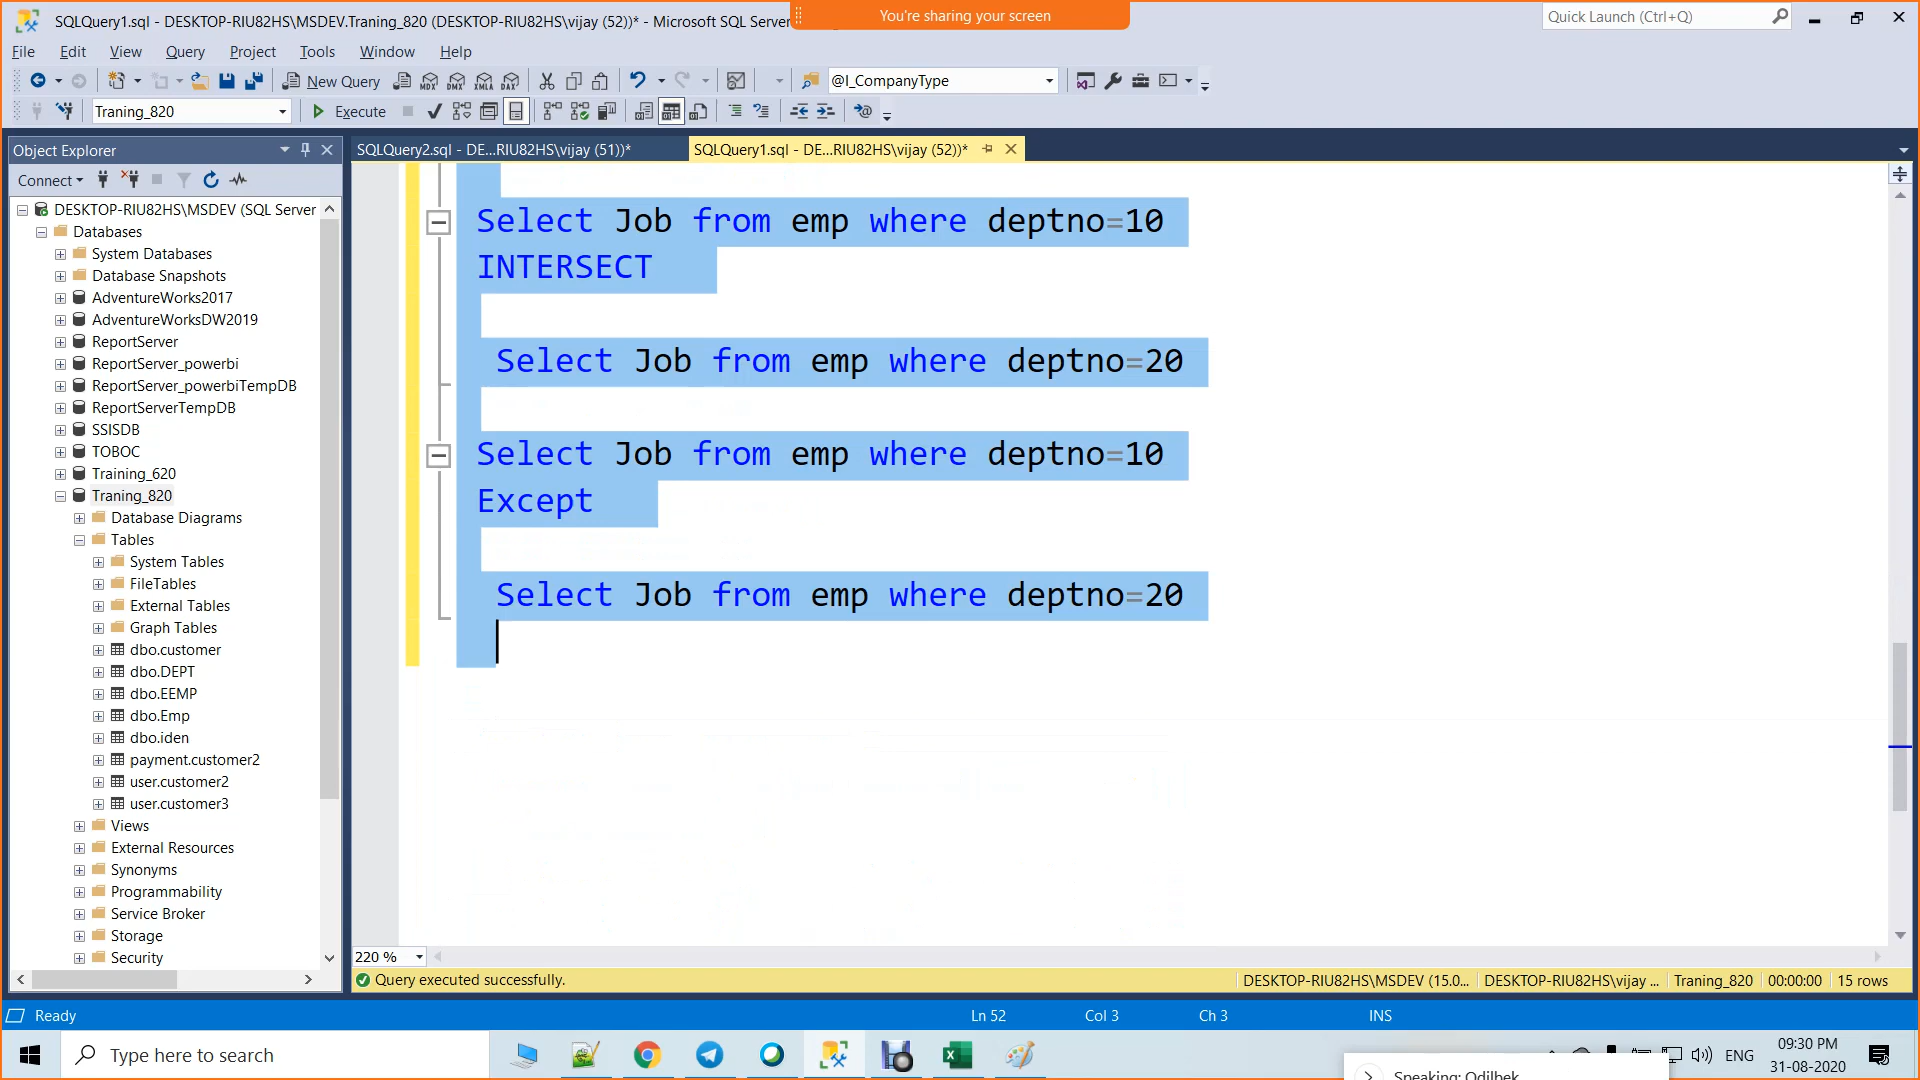 SQLQuery1.sql - DESKTOP-RIU82HS\MSDEV.Traning_820 (DESKTOP-RIU82HS\vijay (52))* - Microsoft SQL Server
You're sharing your screen
Quick Launch (Ctrl+Q)
File Edit View Query Project Tools Window Help
New Query
MDX DMX XMLA DAX
@I_CompanyType
Traning_820
Execute
Object Explorer
SQLQuery2.sql - DE...RIU82HS\vijay (51))*
SQLQuery1.sql - DE...RIU82HS\vijay (52))*
Connect
DESKTOP-RIU82HS\MSDEV (SQL Server
Databases
System Databases
Database Snapshots
AdventureWorks2017
AdventureWorksDW2019
ReportServer
ReportServer_powerbi
ReportServer_powerbiTempDB
ReportServerTempDB
SSISDB
TOBOC
Training_620
Traning_820
Database Diagrams
Tables
System Tables
FileTables
External Tables
Graph Tables
dbo.customer
dbo.DEPT
dbo.EEMP
dbo.Emp
dbo.iden
payment.customer2
user.customer2
user.customer3
Views
External Resources
Synonyms
Programmability
Service Broker
Storage
Security
Select Job from emp where deptno=10
INTERSECT
Select Job from emp where deptno=20
Select Job from emp where deptno=10
Except
Select Job from emp where deptno=20
220 %
Query executed successfully.
DESKTOP-RIU82HS\MSDEV (15.0... DESKTOP-RIU82HS\vijay ... Traning_820 00:00:00 15 rows
Ready
Ln 52 Col 3 Ch 3 INS
Type here to search
ENG
09:30 PM
31-08-2020
Speaking: Odilbek